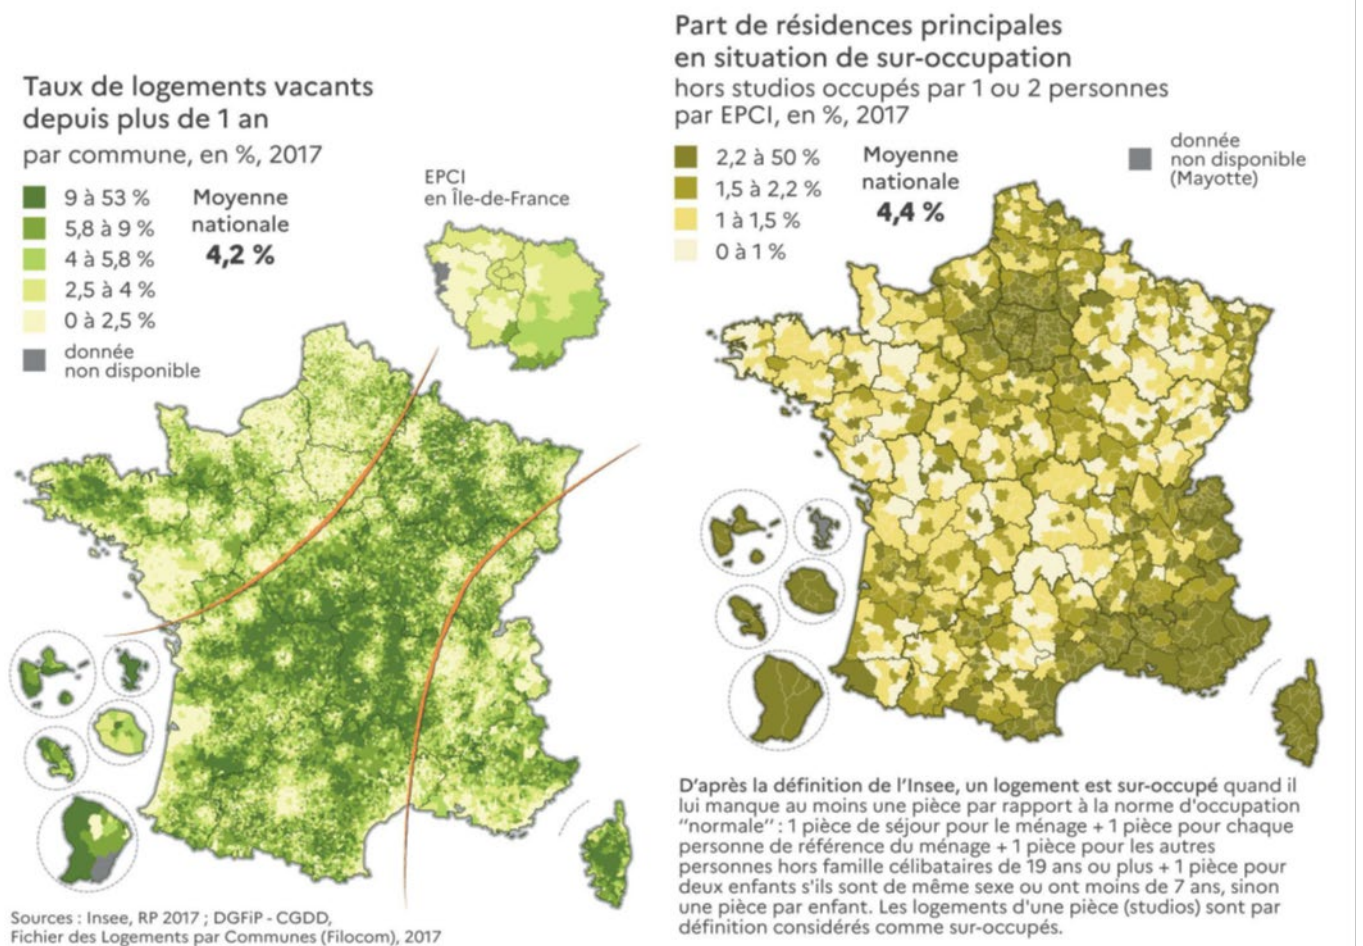 Taux de logements vacants
depuis plus de 1 an
par commune, en %, 2017
9 à 53 %
5,8 à 9 %
4 à 5,8 %
2,5 à 4 %
0 à 2,5 %
donnée
non disponible
Moyenne
nationale
4,2 %
EPCI
en Île-de-France
Sources : Insee, RP 2017 ; DGFiP - CGDD,
Fichier des Logements par Communes (Filocom), 2017
Part de résidences principales
en situation de sur-occupation
hors studios occupés par 1 ou 2 personnes
par EPCI, en %, 2017
2,2 à 50 %
1,5 à 2,2 %
1 à 1,5 %
0 à 1 %
Moyenne
nationale
4,4 %
donnée
non disponible
(Mayotte)
D'après la définition de l'Insee, un logement est sur-occupé quand il
lui manque au moins une pièce par rapport à la norme d'occupation
"normale" : 1 pièce de séjour pour le ménage + 1 pièce pour chaque
personne de référence du ménage + 1 pièce pour les autres
personnes hors famille célibataires de 19 ans ou plus + 1 pièce pour
deux enfants s'ils sont de même sexe ou ont moins de 7 ans, sinon
une pièce par enfant. Les logements d'une pièce (studios) sont par
définition considérés comme sur-occupés.